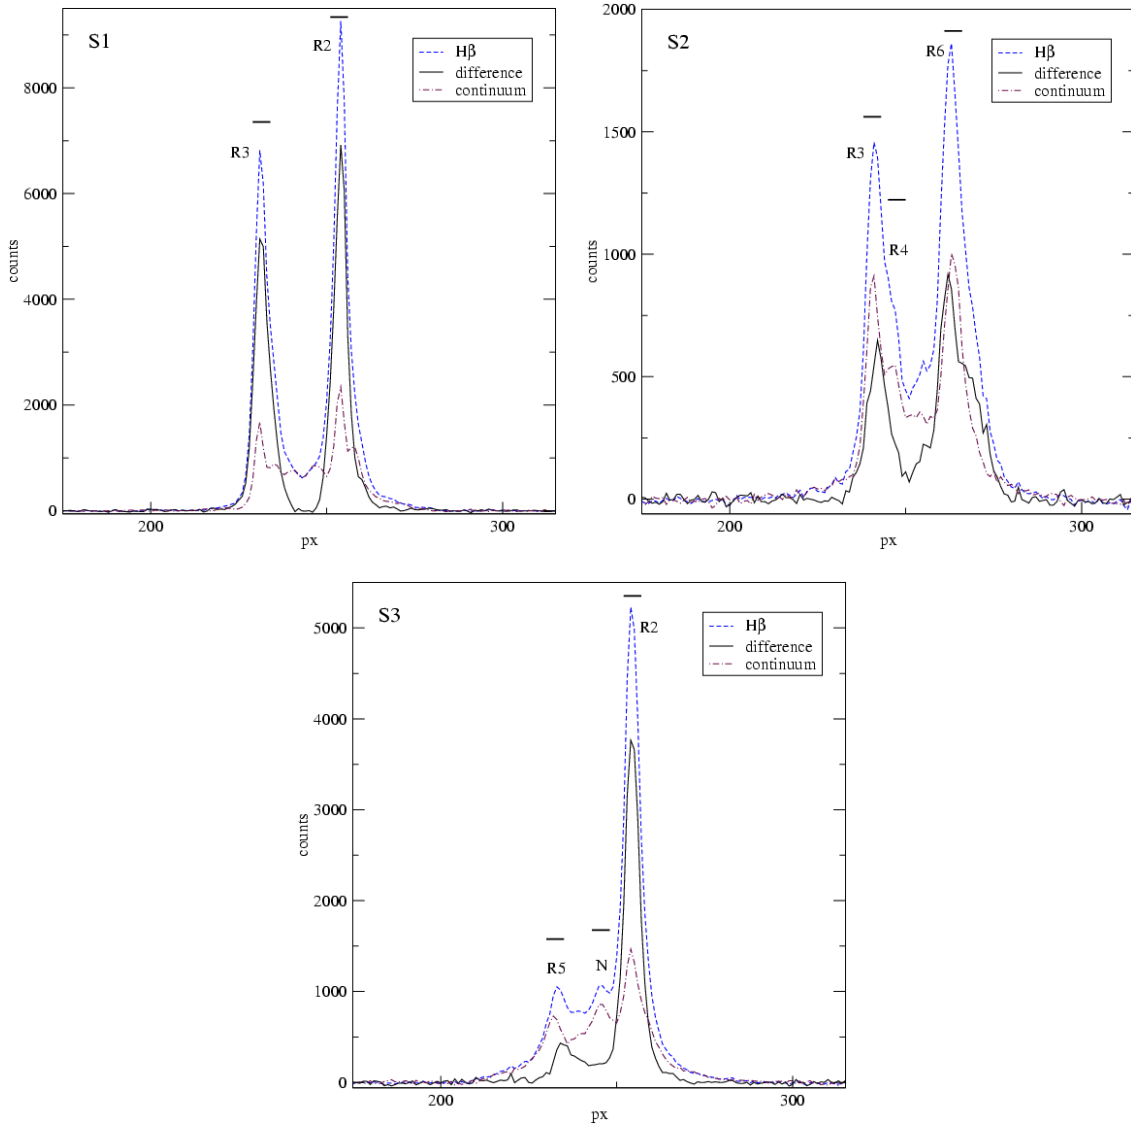 S1
R2
R3
Hβ
difference
continuum
8000
6000
4000
2000
0
counts
200
300
px
S2
R6
R3
R4
Hβ
difference
continuum
2000
1500
1000
500
0
counts
200
300
px
S3
R2
R5
N
Hβ
difference
continuum
5000
4000
3000
2000
1000
0
counts
200
300
px